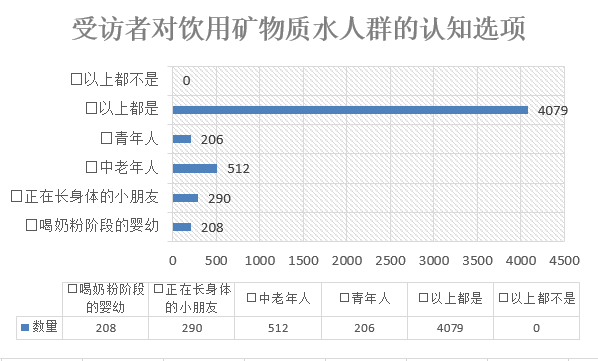 受访者对饮用矿物质水人群的认知选项
□以上都不是 0
□以上都是 4079
□青年人 206
□中老年人 512
□正在长身体的小朋友 290
□喝奶粉阶段的婴幼 208
0 500 1000 1500 2000 2500 3000 3500 4000 4500
□喝奶粉阶段的婴幼 □正在长身体的小朋友 □中老年人 □青年人 □以上都是 □以上都不是
数量 208 290 512 206 4079 0